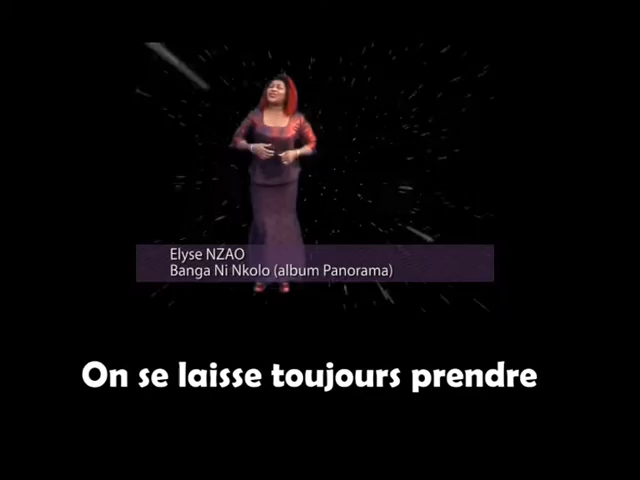 Elyse NZAO
Banga Ni Nkolo (album Panorama)
On se laisse toujours prendre